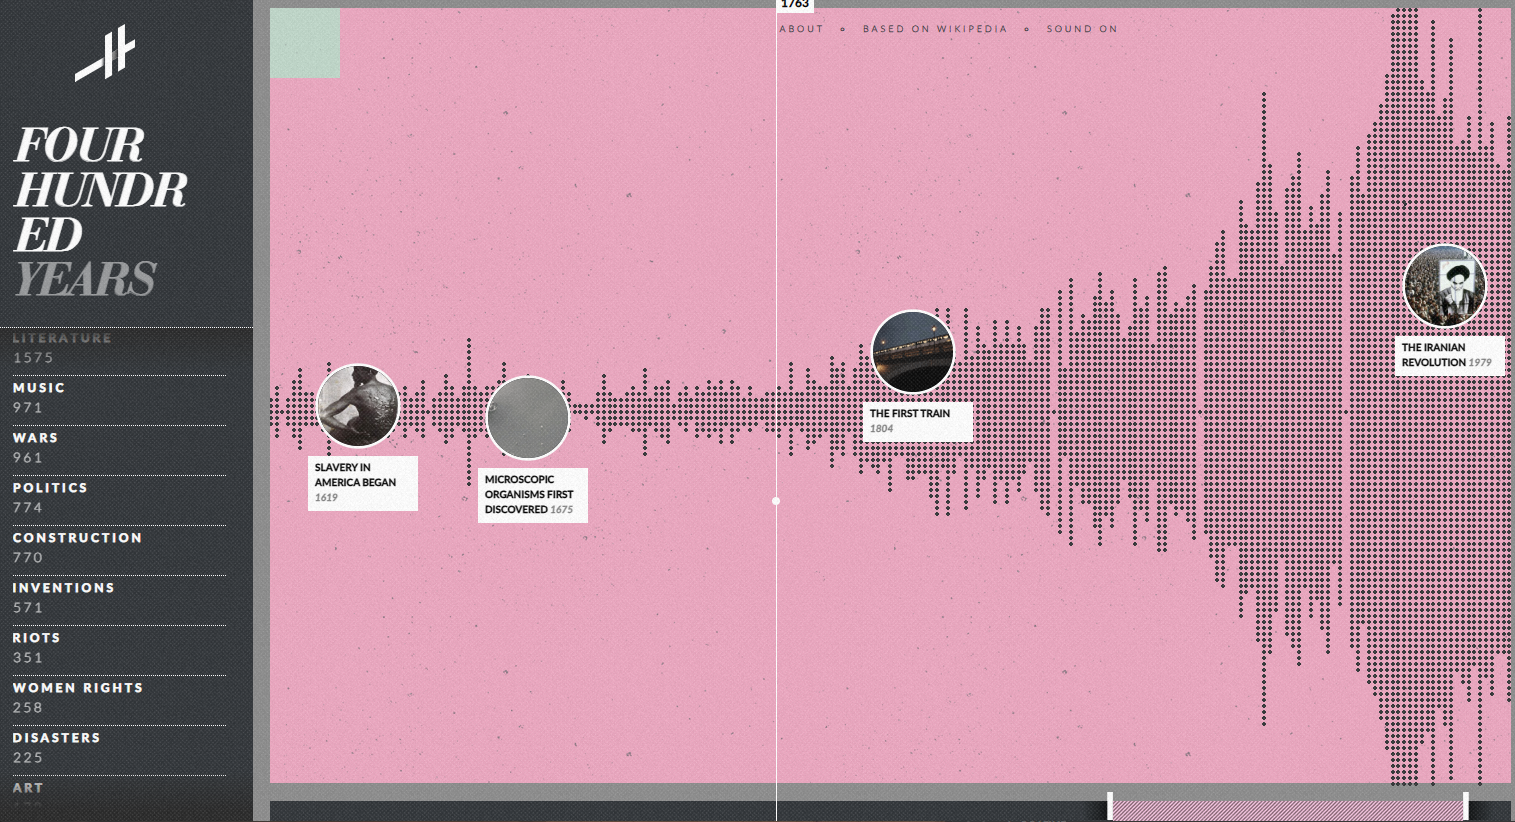 1763
ABOUT BASED ON WIKIPEDIA SOUND ON
FOUR
HUNDR
ED
YEARS
LITERATURE
1575
MUSIC
971
WARS
961
POLITICS
774
CONSTRUCTION
770
INVENTIONS
571
RIOTS
351
WOMEN RIGHTS
258
DISASTERS
225
ART
SLAVERY IN
AMERICA BEGAN
1619
MICROSCOPIC
ORGANISMS FIRST
DISCOVERED 1675
THE FIRST TRAIN
1804
THE IRANIAN
REVOLUTION 1979